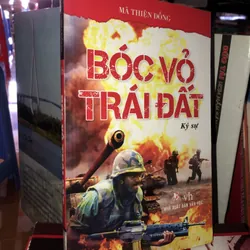 MÃ THIỆN ĐỒNG
BÓC VỎ
TRÁI ĐẤT
Ký sự